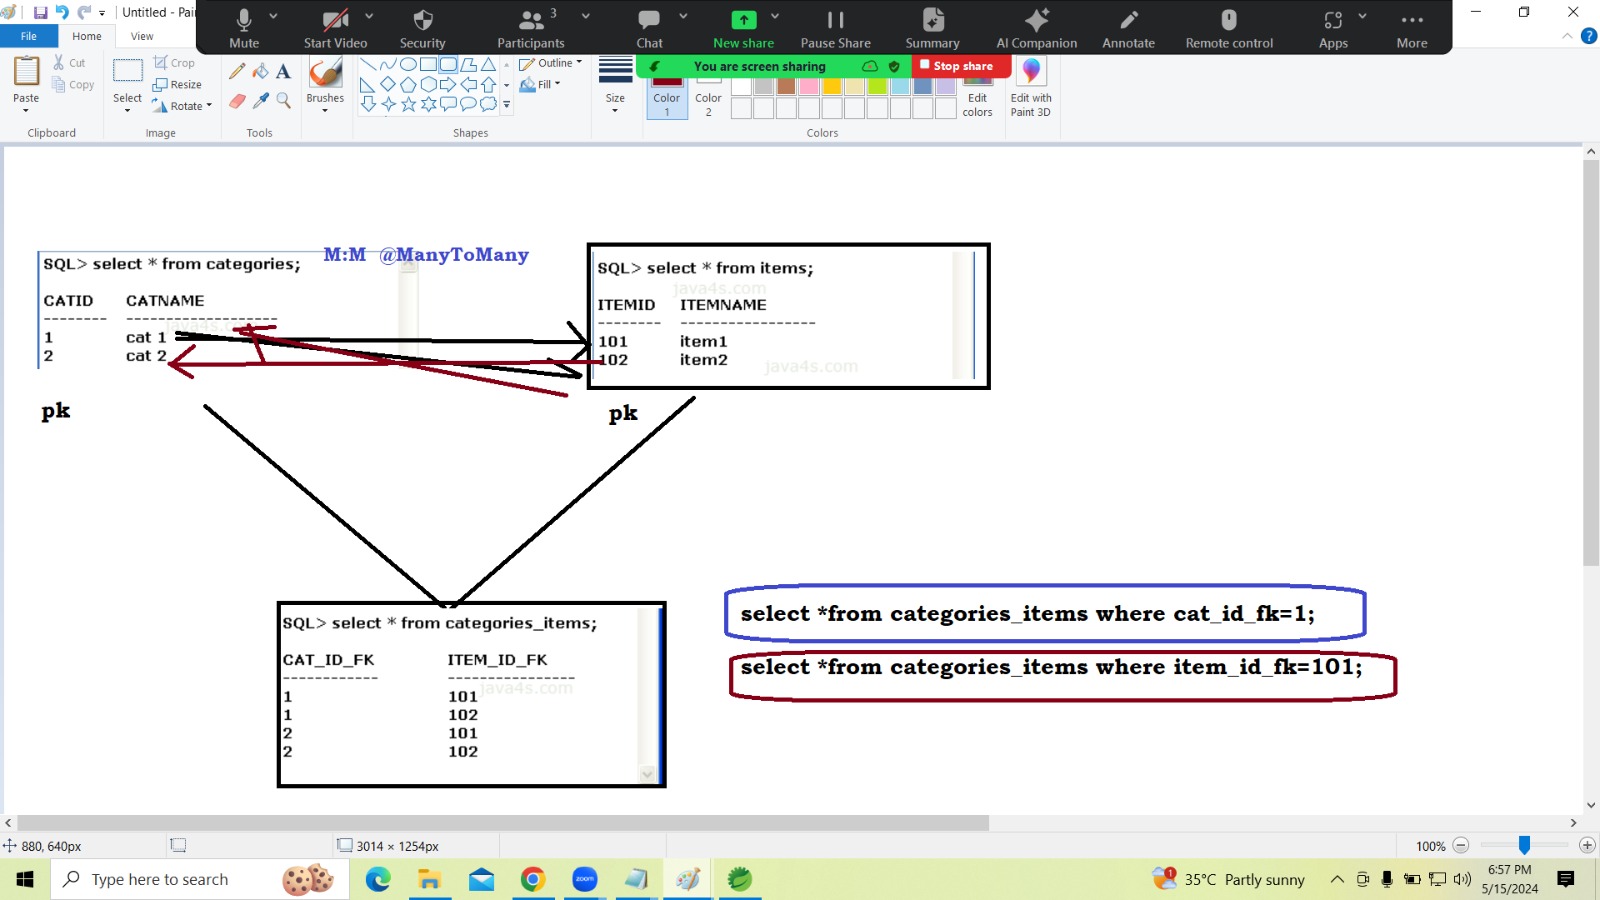 Untitled - Pai
File
Home
View
Paste
Cut
Copy
Clipboard
Select
Crop
Resize
Rotate
Image
Tools
Brushes
Shapes
Outline
Fill
Size
Color
1
Color
2
Colors
Edit
colors
Edit with
Paint 3D
Mute
Start Video
Security
Participants
3
Chat
New share
Pause Share
Summary
AI Companion
Annotate
Remote control
Apps
More
You are screen sharing
Stop share
M:M @ManyToMany
SQL> select * from categories;
CATID CATNAME
-------- -------------------
java4s.com
1 cat 1
2 cat 2
pk
SQL> select * from items;
java4s.com
ITEMID ITEMNAME
-------- -----------------
101 item1
102 item2
java4s.com
pk
SQL> select * from categories_items;
CAT_ID_FK ITEM_ID_FK
------------ ----------------
java4s.com
1 101
1 102
2 101
2 102
select *from categories_items where cat_id_fk=1;
select *from categories_items where item_id_fk=101;
880, 640px
3014 × 1254px
100%
Type here to search
zoom
1
35°C Partly sunny
6:57 PM
5/15/2024